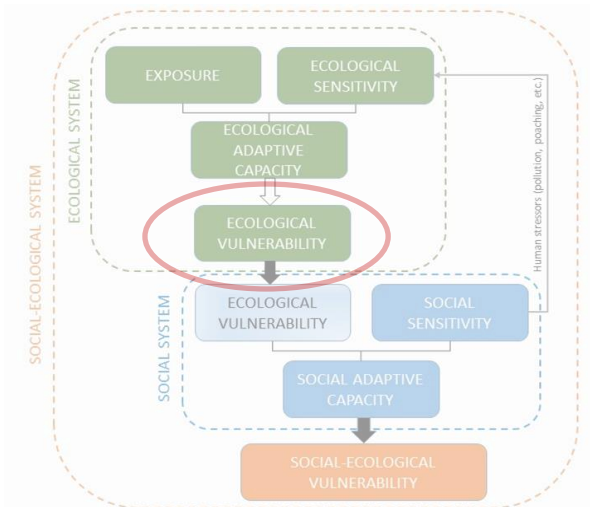 EXPOSURE
ECOLOGICAL
SENSITIVITY
ECOLOGICAL
ADAPTIVE
CAPACITY
ECOLOGICAL
VULNERABILITY
ECOLOGICAL SYSTEM
Human stressors (pollution, poaching, etc.)
SOCIAL-ECOLOGICAL SYSTEM
ECOLOGICAL
VULNERABILITY
SOCIAL
SENSITIVITY
SOCIAL SYSTEM
SOCIAL ADAPTIVE
CAPACITY
SOCIAL-ECOLOGICAL
VULNERABILITY